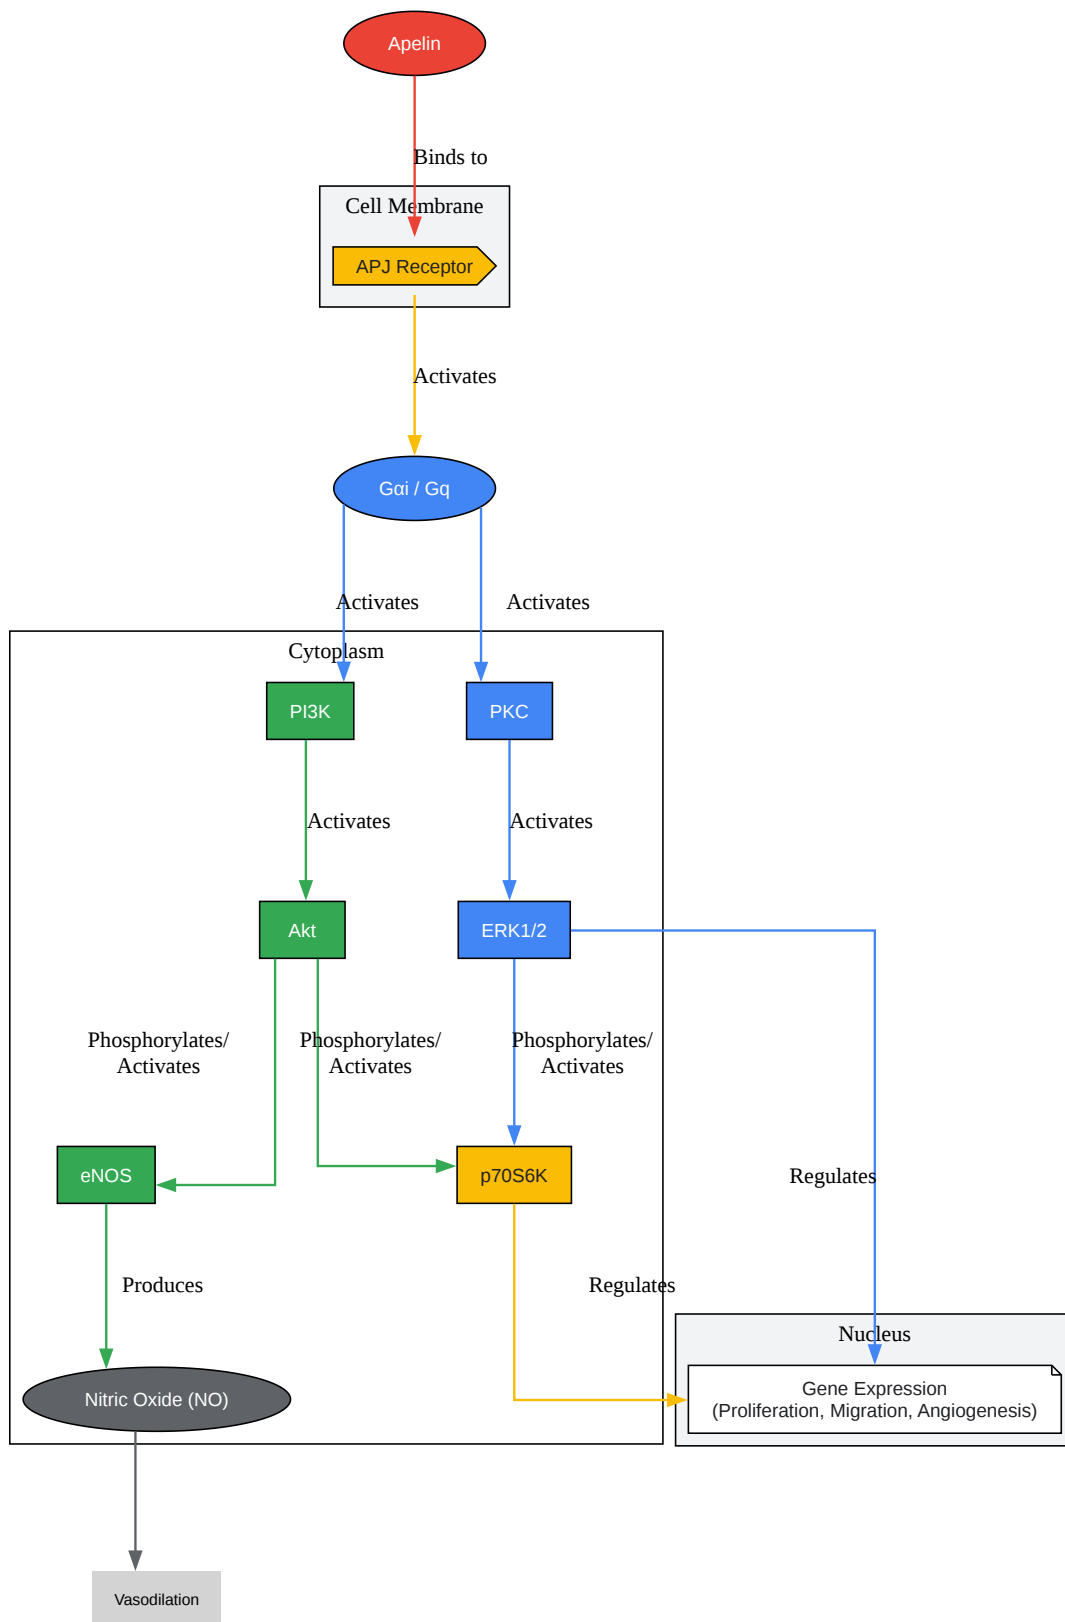 Apelin
Binds to
Cell Membrane
APJ Receptor
Activates
Gαi / Gq
Activates
Activates
Cytoplasm
PI3K
PKC
Activates
Activates
Akt
ERK1/2
Phosphorylates/
Activates
Phosphorylates/
Activates
Phosphorylates/
Activates
eNOS
p70S6K
Regulates
Produces
Regulates
Nucleus
Gene Expression
(Proliferation, Migration, Angiogenesis)
Nitric Oxide (NO)
Vasodilation